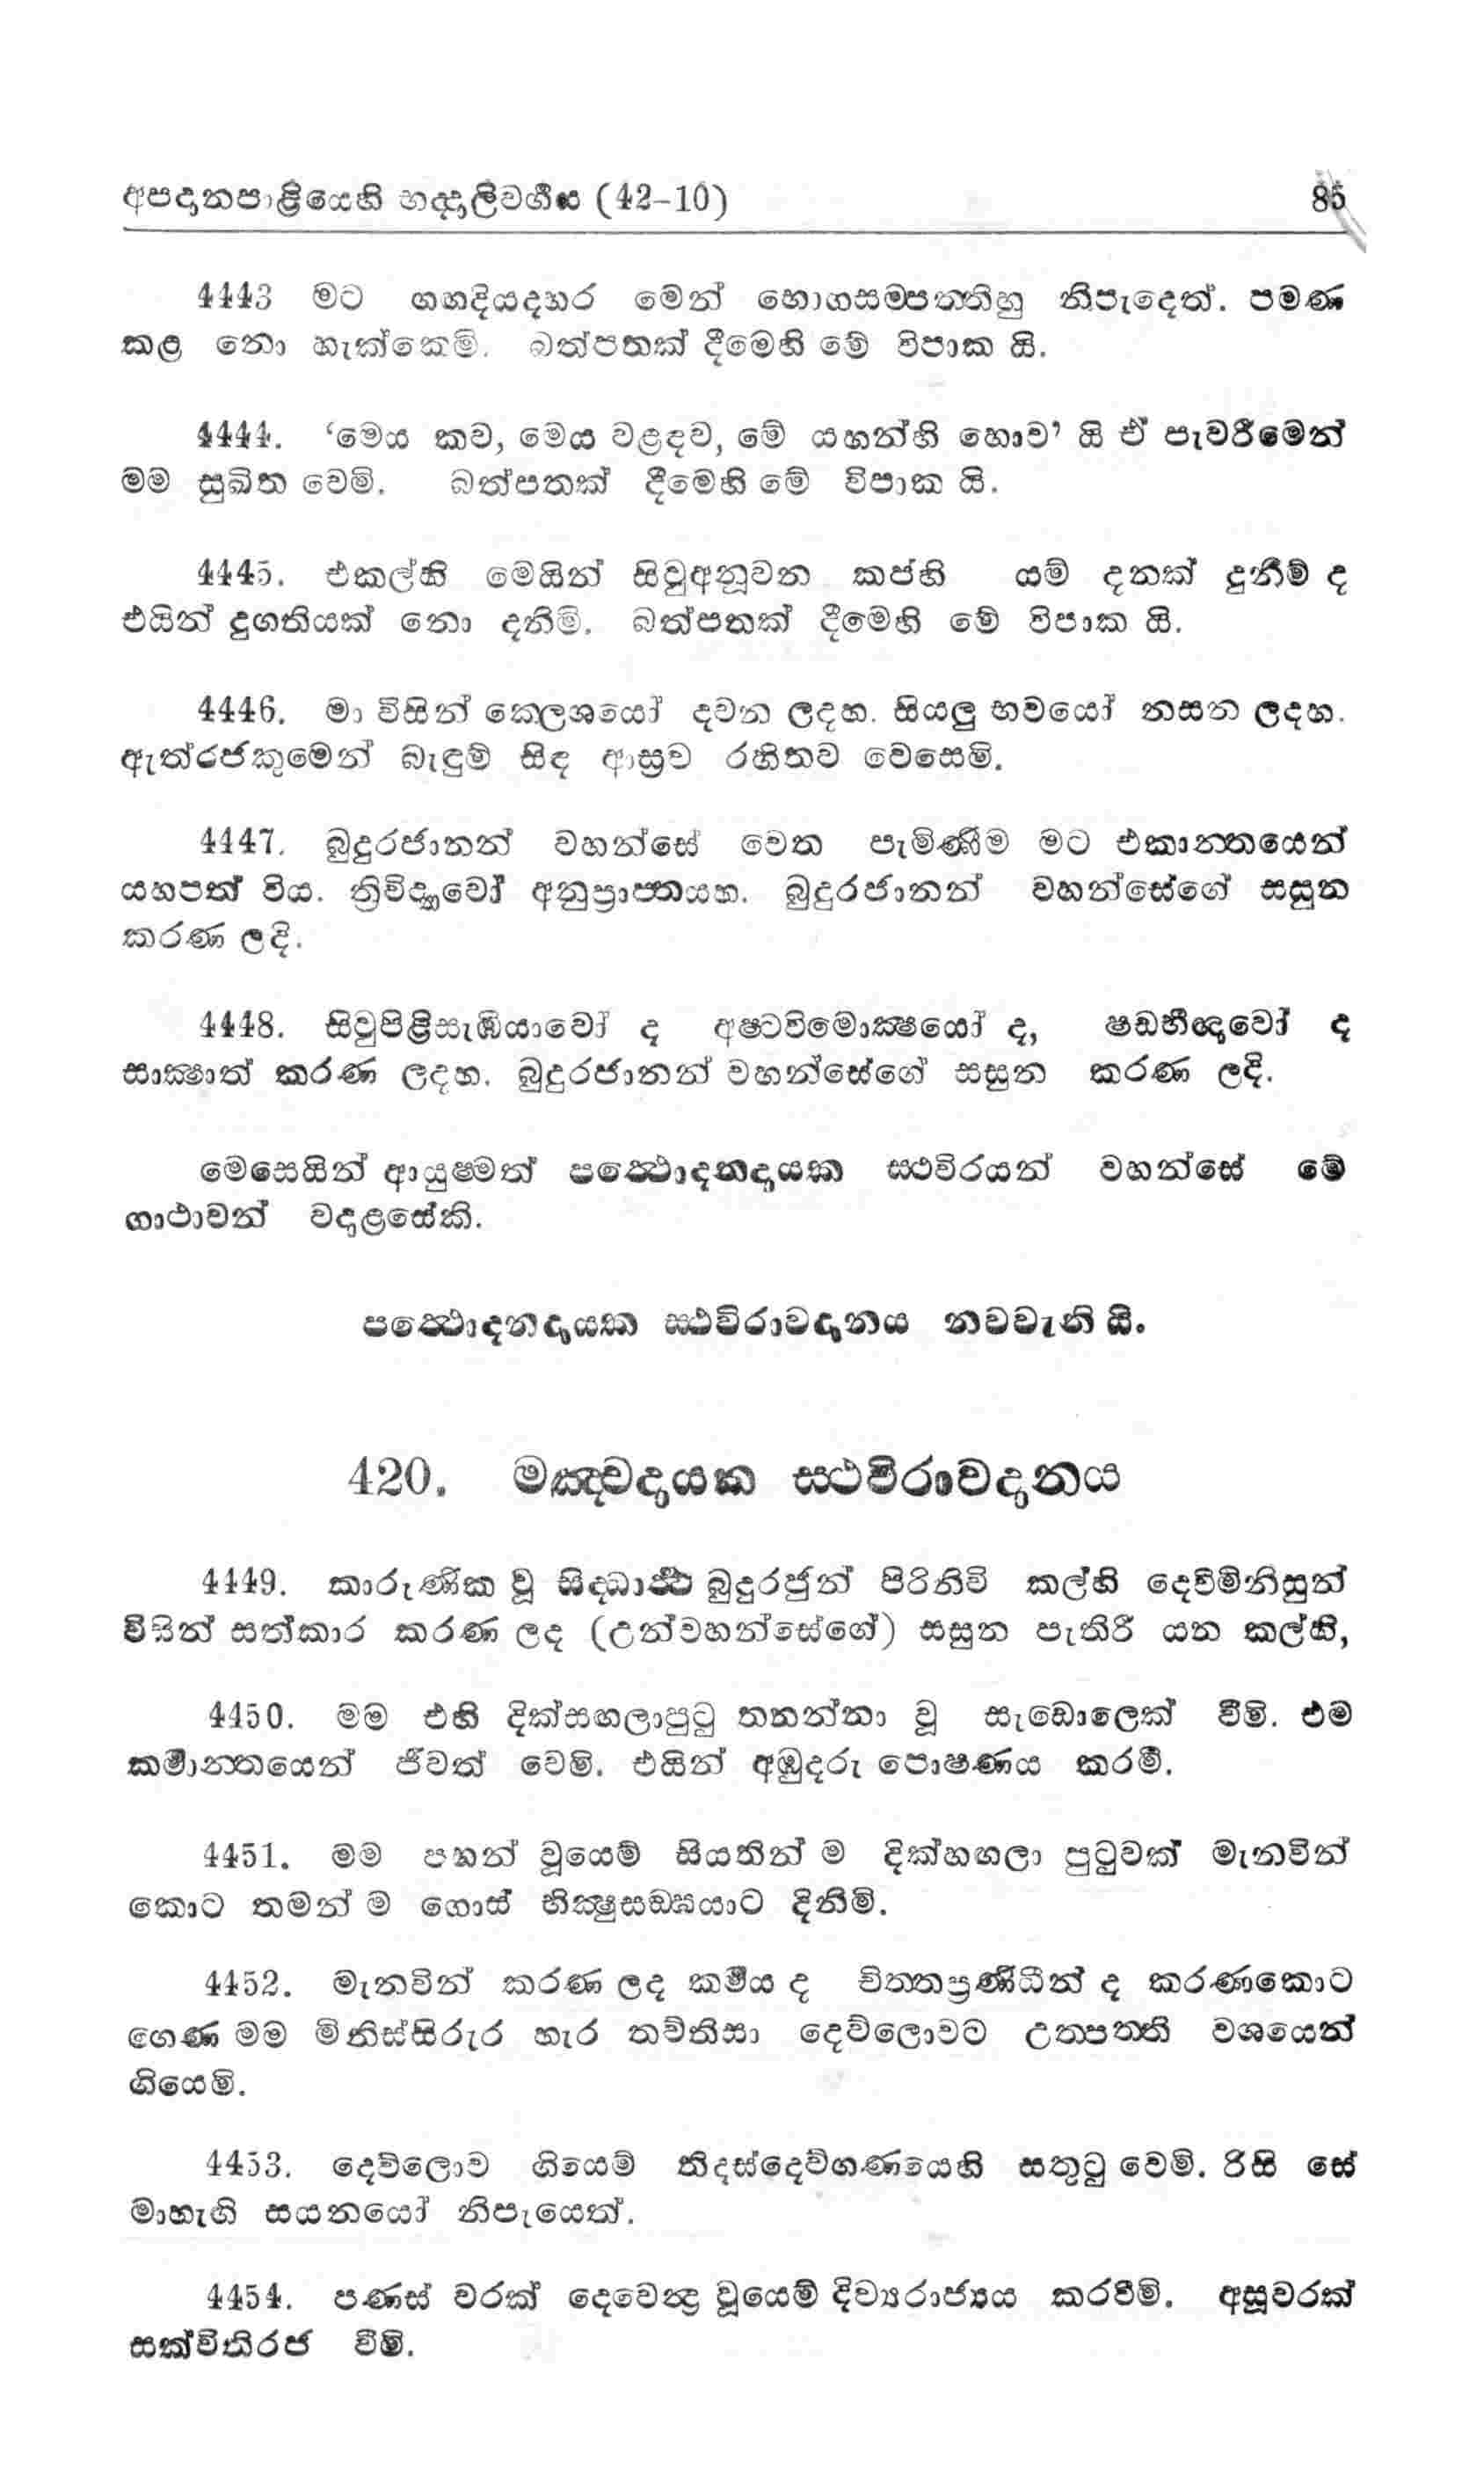 අපදානපාළියෙහි භද්දාලිවර්‍ගය (42–10) 85
4443 මට ගඟදියදහර මෙන් භොගසම්පත්තිහු නිපැදෙත්. පමණ
කළ නො හැක්කෙමි. බත්පතක් දීමෙහි මේ විපාක යි.
4444. ‘මෙය කව, මෙය වළඳව, මේ යහන්හි හොව’ යි ඒ පැවරීමෙන්
මම සුඛිත වෙමි. බත්පතක් දීමෙහි මේ විපාක යි.
4445. එකල්හි මෙයින් සිවුඅනූවන කප්හි යම් දනක් දුනිම් ද
එයින් දුගතියක් නො දනිමි. බත්පතක් දීමෙහි මේ විපාක යි.
4446. මා විසින් කෙලශයෝ දවන ලදහ. සියලු භවයෝ නසන ලදහ.
ඇත්රජකුමෙන් බැඳුම් සිඳ ආස්‍රව රහිතව වෙසෙමි.
4447. බුදුරජානන් වහන්සේ වෙත පැමිණීම මට එකාන්තයෙන්
යහපත් විය. ත්‍රිවිද්‍යාවෝ අනුප්‍රාප්තයහ. බුදුරජානන් වහන්සේගේ සසුන
කරණ ලදි.
4448. සිවුපිළිසැඹියාවෝ ද අෂ්ටවිමොක්‍ෂයෝ ද, ෂඩභිඥාවෝ ද
සාක්‍ෂාත් කරණ ලදහ. බුදුරජානන් වහන්සේගේ සසුන කරණ ලදි.
මෙසෙයින් ආයුෂ්මත් පත්ථොදනදායක ස්ථවිරයන් වහන්සේ මේ
ගාථාවන් වදාළසේකි.
පත්ථොදනදායක ස්ථවිරාවදානය නවවැනි යි.
420. මඤ්චදායක ස්ථවිරාවදානය
4449. කාරුණික වූ සිද්ධාර්‍ත්ථ බුදුරජුන් පිරිනිවි කල්හි දෙව්මිනිසුන්
විසින් සත්කාර කරණ ලද (උන්වහන්සේගේ) සසුන පැතිරී යන කල්හි,
4450. මම එහි දික්සඟලාපුටු තනන්නා වූ සැඩොලෙක් වීමි. එම
කර්‍මාන්තයෙන් ජීවත් වෙමි. එයින් අඹුදරු පොෂණය කරමි.
4451. මම පහන් වූයෙම් සියතින් ම දික්හඟලා පුටුවක් මැනවින්
කොට තමන් ම ගොස් භික්‍ෂුසඞ්ඝයාට දිනිමි.
4452. මැනවින් කරණ ලද කර්‍මය ද චිත්තප්‍රණිධීන් ද කරණකොට
ගෙණ මම මිනිස්සිරුර හැර තව්තිසා දෙව්ලොවට උත්පත්ති වශයෙන්
ගියෙමි.
4453. දෙව්ලොව ගියෙම් තිදස්දෙව්ගණයෙහි සතුටු වෙමි. රිසි සේ
මාහැඟි සයනයෝ නිපැයෙත්.
4454. පණස් වරක් දෙවෙන්‍ද්‍ර වූයෙම් දිව්‍යරාජ්‍යය කරවීමි. අසූවරක්
සක්විතිරජ වීමි.